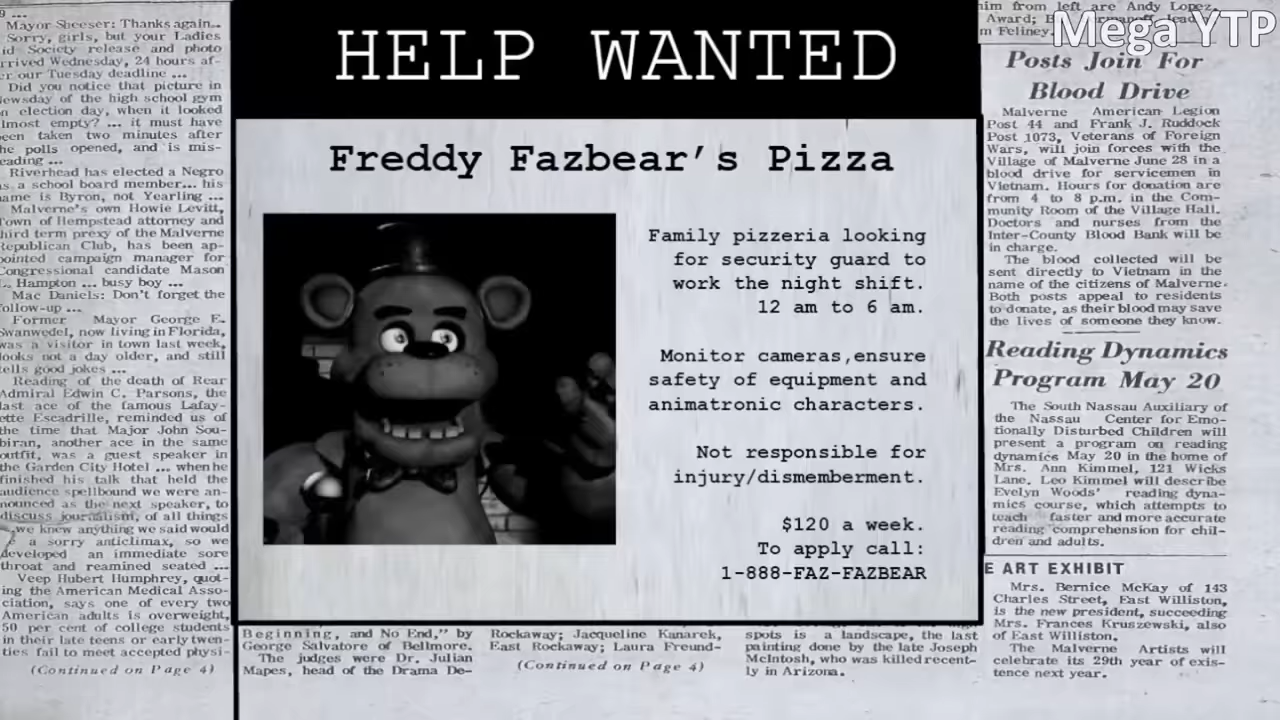 9 ...
Mayor Sheeser: Thanks again..
Sorry, girls, but your Ladies
id Society release and photo
rrived Wednesday, 24 hours af-
er our Tuesday deadline ...
Did you notice that picture in
ewsday of the high school gym
n election day, when it looked
lmost empty? ... it must have
een taken two minutes after
he polls opened, and is mis-
eading ...
Riverhead has elected a Negro
s a school board member... his
ame is Byron, not Yearling ...
Malverne's own Howie Levitt,
Town of Hempstead attorney and
third term prexy of the Malverne
Republican Club, has been ap-
pointed campaign manager for
Congressional candidate Mason
L. Hampton ... busy boy ...
Mac Daniels: Don't forget the
follow-up ...
Former Mayor George E.
Swanwedel, now living in Florida,
was a visitor in town last week,
looks not a day older, and still
tells good jokes ...
Reading of the death of Rear
Admiral Edwin C. Parsons, the
last ace of the famous Lafay-
ette Escadrille, reminded us of
the time that Major John Sou-
biran, another ace in the same
outfit, was a guest speaker in
the Garden City Hotel ... when he
finished his talk that held the
audience spellbound we were an-
nounced as the next speaker, to
discuss journalism, of all things
we knew anything we said would
a sorry anticlimax, so we
developed an immediate sore
throat and reamined seated ...
Veep Hubert Humphrey, quot-
ing the American Medical Asso-
ciation, says one of every two
American adults is overweight,
50 per cent of college students
in their late teens or early twen-
ties fail to meet accepted physi-
(Continued on Page 4)
HELP WANTED
Freddy Fazbear's Pizza
Family pizzeria looking
for security guard to
work the night shift.
12 am to 6 am.
Monitor cameras,ensure
safety of equipment and
animatronic characters.
Not responsible for
injury/dismemberment.
$120 a week.
To apply call:
1-888-FAZ-FAZBEAR
Beginning, and No End," by
George Salvatore of Bellmore.
The judges were Dr. Julian
Mapes, head of the Drama De-
Rockaway; Jacqueline Kanarek,
East Rockaway; Laura Freund-
(Continued on Page 4)
spots is a landscape, the last
painting done by the late Joseph
McIntosh, who was killed recent-
ly in Arizona.
him from left are Andy Lopez,
Award;
m Feliney.
Mega YTP
Posts Join For
Blood Drive
Malverne American Legion
Post 44 and Frank J. Ruddock
Post 1073, Veterans of Foreign
Wars, will join forces with the
Village of Malverne June 28 in a
blood drive for servicemen in
Vietnam. Hours for donation are
from 4 to 8 p.m. in the Com-
munity Room of the Village Hall.
Doctors and nurses from the
Inter-County Blood Bank will be
in charge.
The blood collected will be
sent directly to Vietnam in the
name of the citizens of Malverne.
Both posts appeal to residents
to donate, as their blood may save
the lives of someone they know.
Reading Dynamics
Program May 20
The South Nassau Auxiliary of
the Nassau Center for Emo-
tionally Disturbed Children will
present a program on reading
dynamics May 20 in the home of
Mrs. Ann Kimmel, 121 Wicks
Lane. Leo Kimmel will describe
Evelyn Woods' reading dyna-
mics course, which attempts to
teach faster and more accurate
reading comprehension for chil-
dren and adults.
E ART EXHIBIT
Mrs. Bernice McKay of 143
Charles Street, East Williston,
is the new president, succeeding
Mrs. Frances Kruszewski, also
of East Williston.
The Malverne Artists will
celebrate its 29th year of exis-
tence next year.